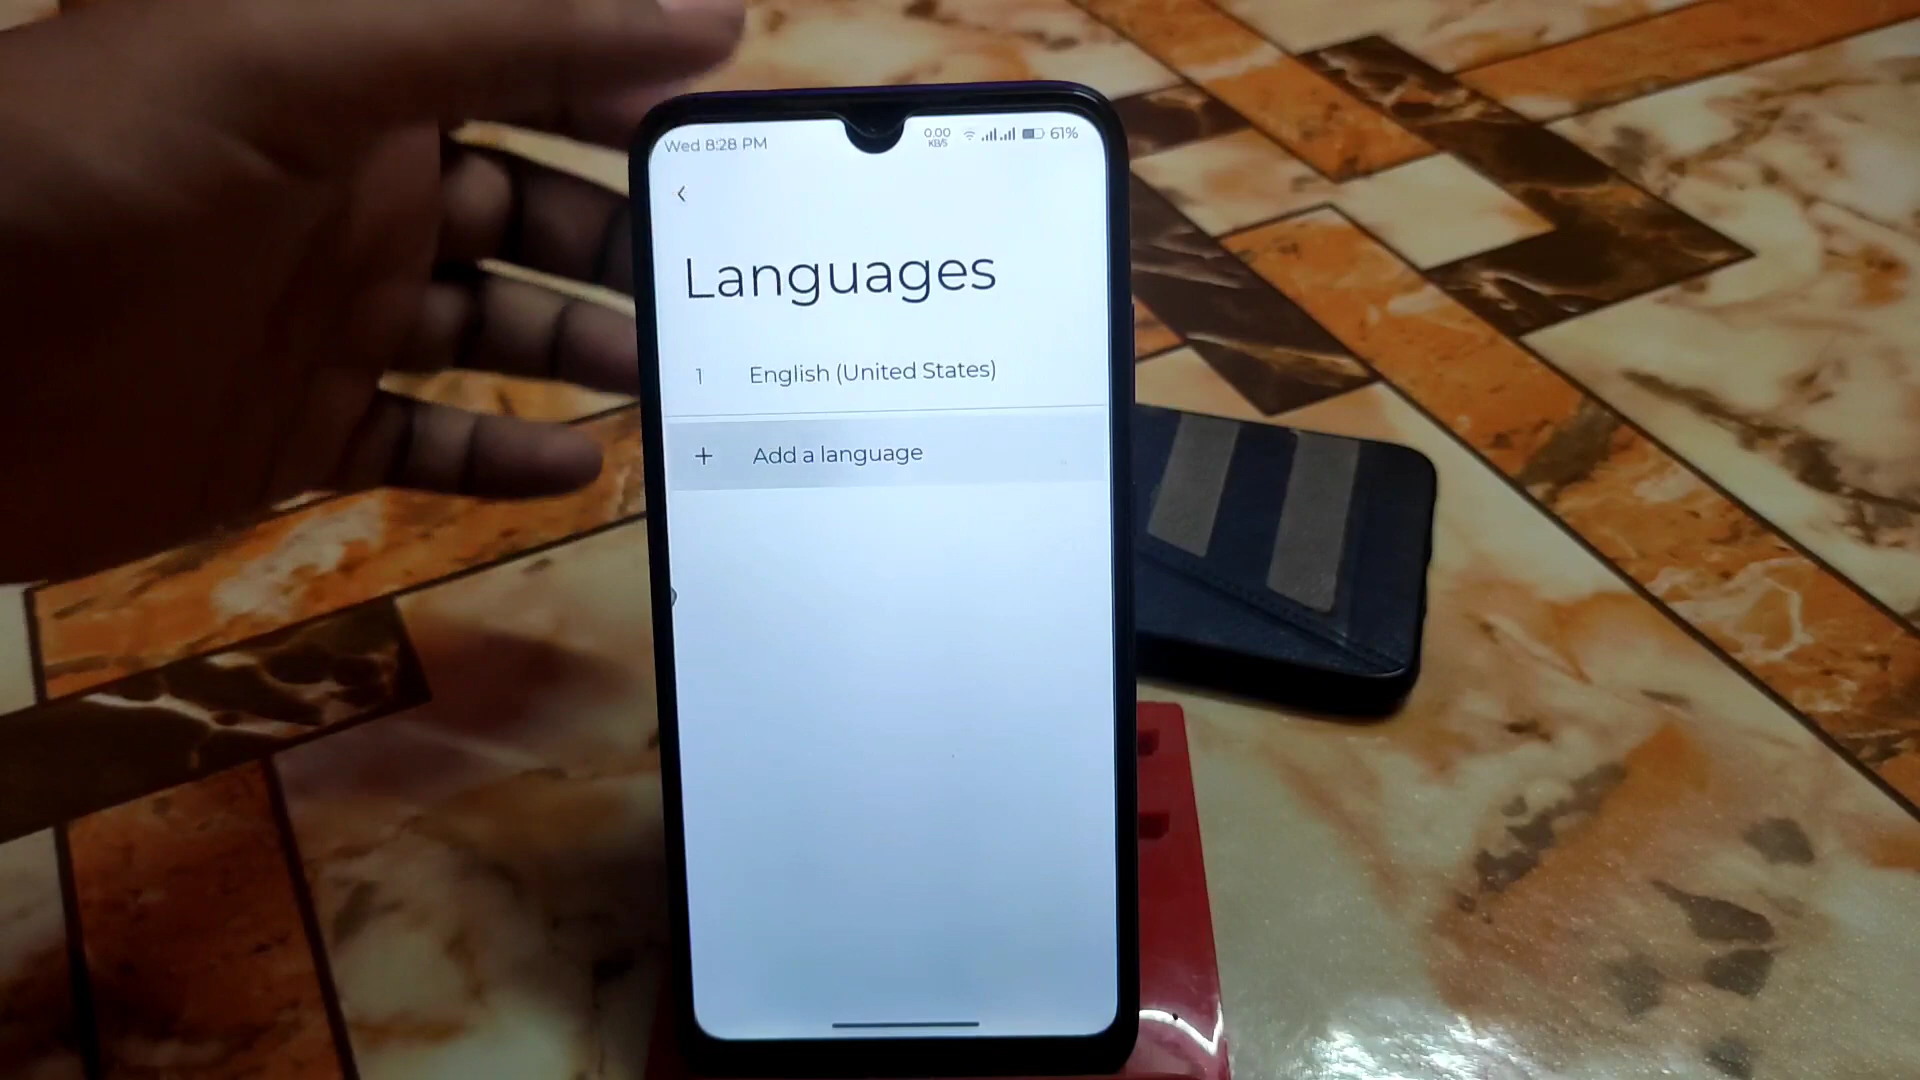 Wed 8:28 PM
0.00
KB/S
61%
Languages
1 English (United States)
+ Add a language